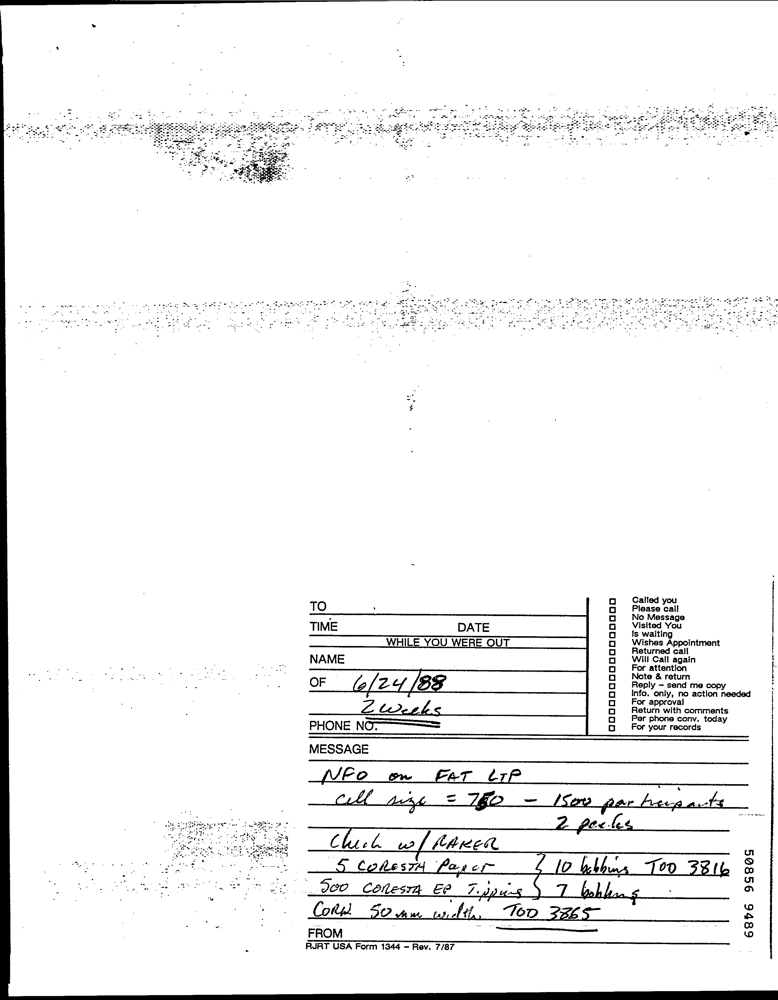 TO
TIME DATE
WHILE YOU WERE OUT
NAME
OF 6/24/88
2 weeks
PHONE NO.
Called you
Please call
No Message
Visited You
Is waiting
Wishes Appointment
Returned call
Will Call again
For attention
Note & return
Reply – send me copy
Info. only, no action needed
For approval
Return with comments
Per phone conv. today
For your records
MESSAGE
NFO on FAT LTP
Cell size = 750 – 1500 participants
2 packs
Check w/ RAKER
5 CORESTA Paper } 10 bobbins TOD 3816
500 CORESTA EP Tipping } 7 bobbins
CORK 50 mm width. TOD 3865
FROM
RJRT USA Form 1344 – Rev. 7/87
50856 9489